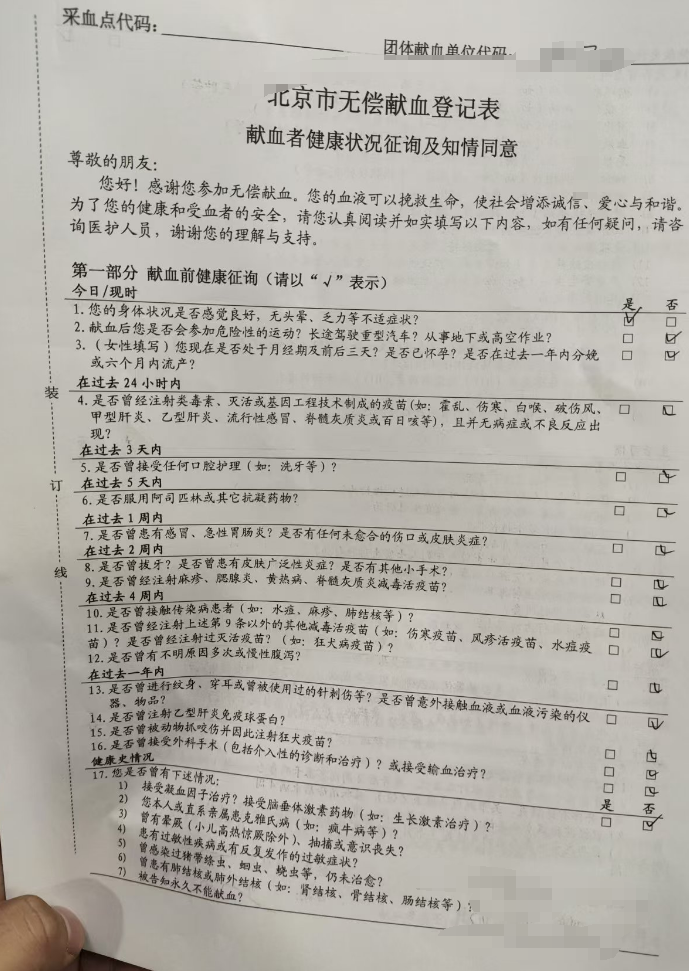 采血点代码:
团体献血单位代码:
北京市无偿献血登记表
献血者健康状况征询及知情同意
尊敬的朋友:
您好!感谢您参加无偿献血。您的血液可以挽救生命,使社会增添诚信、爱心与和谐。
为了您的健康和受血者的安全,请您认真阅读并如实填写以下内容,如有任何疑问,请咨
询医护人员,谢谢您的理解与支持。
第一部分 献血前健康征询(请以“√”表示)
今日/现时 是 否
1. 您的身体状况是否感觉良好,无头晕、乏力等不适症状? ☑ □
2. 献血后您是否会参加危险性的运动?长途驾驶重型汽车?从事地下或高空作业? □ ☑
3. (女性填写)您现在是否处于月经期及前后三天?是否已怀孕?是否在过去一年内分娩 □ ☑
或六个月内流产?
在过去 24 小时内
4. 是否曾经注射类毒素、灭活或基因工程技术制成的疫苗(如:霍乱、伤寒、白喉、破伤风、 □ ☑
甲型肝炎、乙型肝炎、流行性感冒、脊髓灰质炎或百日咳等),且并无病症或不良反应出
现?
在过去 3 天内
5. 是否曾接受任何口腔护理(如:洗牙等)? □ ☑
在过去 5 天内
6. 是否服用阿司匹林或其它抗凝药物? □ ☑
在过去 1 周内
7. 是否曾患有感冒、急性胃肠炎?是否有任何未愈合的伤口或皮肤炎症? □ ☑
在过去 2 周内
8. 是否曾拔牙?是否曾患有皮肤广泛性炎症?是否有其他小手术? □ ☑
9. 是否曾经注射麻疹、腮腺炎、黄热病、脊髓灰质炎减毒活疫苗? □ ☑
在过去 4 周内
10. 是否曾接触传染病患者(如:水痘、麻疹、肺结核等)? □ ☑
11. 是否曾经注射上述第 9 条以外的其他减毒活疫苗(如:伤寒疫苗、风疹活疫苗、水痘疫 □ ☑
苗)?是否曾经注射过灭活疫苗?(如:狂犬病疫苗)?
12. 是否曾有不明原因多次或慢性腹泻? □ ☑
在过去一年内
13. 是否曾进行纹身、穿耳或曾被使用过的针刺伤等?是否曾意外接触血液或血液污染的仪 □ ☑
器、物品?
14. 是否曾注射乙型肝炎免疫球蛋白? □ ☑
15. 是否曾被动物抓咬伤并因此注射狂犬疫苗? □ ☑
16. 是否曾接受外科手术(包括介入性的诊断和治疗)?或接受输血治疗? □ ☑
健康史情况 是 否
17. 您是否曾有下述情况: □ ☑
1) 接受凝血因子治疗?接受脑垂体激素药物(如:生长激素治疗)?
2) 您本人或直系亲属患克雅氏病(如:疯牛病等)?
3) 曾有晕厥(小儿高热惊厥除外)、抽搐或意识丧失?
4) 患有过敏性疾病或有反复发作的过敏症状?
5) 曾感染过猪带绦虫、蛔虫、蛲虫等,仍未治愈?
6) 曾患有肺结核或肺外结核(如:肾结核、骨结核、肠结核等)?
7) 被告知永久不能献血?
装
订
线